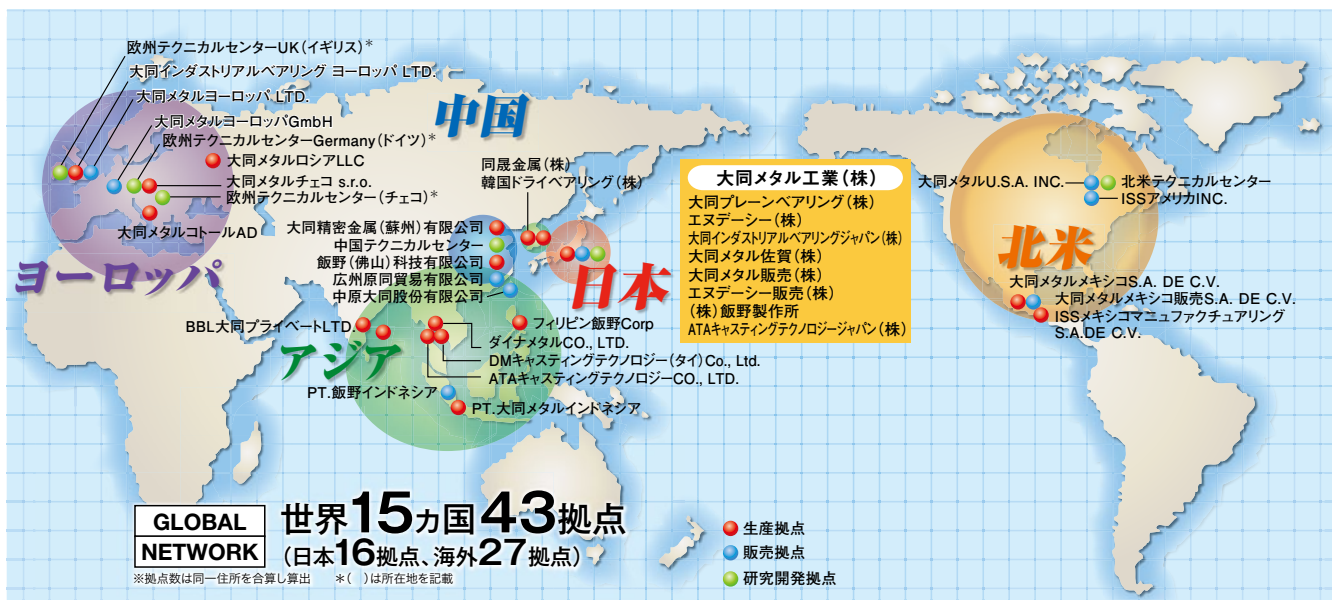 欧州テクニカルセンターUK(イギリス)*
大同インダストリアルベアリング ヨーロッパ LTD.
大同メタルヨーロッパ LTD.
大同メタルヨーロッパGmbH
欧州テクニカルセンターGermany(ドイツ)*
大同メタルロシアLLC
大同メタルチェコ s.r.o.
欧州テクニカルセンター(チェコ)*
大同メタルコトールAD
ヨーロッパ
中国
同晟金属(株)
韓国ドライベアリング(株)
大同精密金属(蘇州)有限公司
中国テクニカルセンター
飯野(佛山)科技有限公司
広州原同貿易有限公司
中原大同股份有限公司
日本
大同メタル工業(株)
大同プレーンベアリング(株)
エヌデーシー(株)
大同インダストリアルベアリングジャパン(株)
大同メタル佐賀(株)
大同メタル販売(株)
エヌデーシー販売(株)
(株)飯野製作所
ATAキャスティングテクノロジージャパン(株)
BBL大同プライベートLTD.
アジア
フィリピン飯野Corp
ダイナメタルCO., LTD.
DMキャスティングテクノロジー(タイ)Co., Ltd.
ATAキャスティングテクノロジーCO., LTD.
PT.飯野インドネシア
PT.大同メタルインドネシア
大同メタルU.S.A. INC.
北米テクニカルセンター
ISSアメリカINC.
北米
大同メタルメキシコS.A. DE C.V.
大同メタルメキシコ販売S.A. DE C.V.
ISSメキシコマニュファクチュアリング
S.A.DE C.V.
GLOBAL
NETWORK
世界15カ国43拠点
(日本16拠点、海外27拠点)
※拠点数は同一住所を合算し算出 *( )は所在地を記載
生産拠点
販売拠点
研究開発拠点